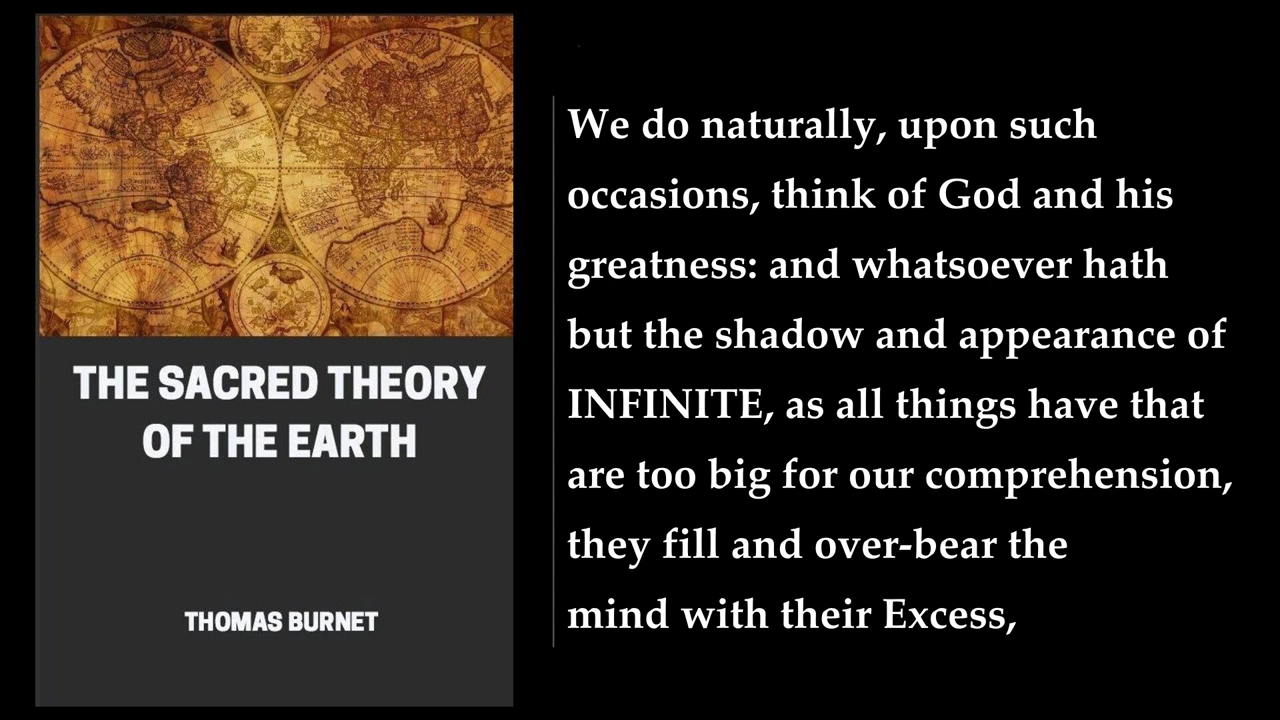 THE SACRED THEORY
OF THE EARTH
THOMAS BURNET
We do naturally, upon such
occasions, think of God and his
greatness: and whatsoever hath
but the shadow and appearance of
INFINITE, as all things have that
are too big for our comprehension,
they fill and over-bear the
mind with their Excess,